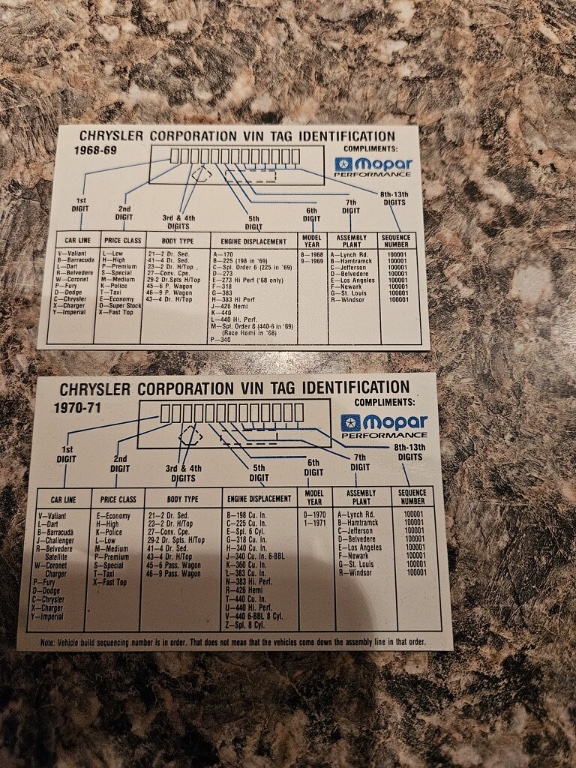 CHRYSLER CORPORATION VIN TAG IDENTIFICATION
1968-69
COMPLIMENTS:
Mopar
PERFORMANCE
1st DIGIT
2nd DIGIT
3rd & 4th DIGITS
5th DIGIT
6th DIGIT
7th DIGIT
8th-13th DIGITS
CAR LINE
V—Valiant
B—Barracuda
L—Dart
R—Belvedere
W—Coronet
P—Fury
D—Dodge
C—Chrysler
X—Charger
Y—Imperial
PRICE CLASS
L—Low
H—High
P—Premium
S—Special
M—Medium
K—Police
T—Taxi
E—Economy
O—Super Stock
X—Fast Top
BODY TYPE
21—2 Dr. Sed.
41—4 Dr. Sed.
23—2 Dr. H/Top
27—Conv. Cpe.
29-2 Dr. Spts H/Top
45—6 P. Wagon
46—9 P. Wagon
43—4 Dr. H/Top
ENGINE DISPLACEMENT
A—170
B—225 (198 in '69)
C—Spl. Order 6 (225 in '69)
D—273
E—273 Hi Perf ('68 only)
F—318
G—383
H—383 Hi Perf.
J—426 Hemi
K—440
L—440 Hi. Perf.
M—Spl. Order 8 (440-6 in '69)
(Race Hemi in '68)
P—340
MODEL YEAR
8—1968
9—1969
ASSEMBLY PLANT
A—Lynch Rd.
B—Hamtramck
C—Jefferson
D—Belvedere
E—Los Angeles
F—Newark
G—St. Louis
R—Windsor
SEQUENCE NUMBER
100001
100001
100001
100001
100001
100001
100001
100001
CHRYSLER CORPORATION VIN TAG IDENTIFICATION
1970-71
COMPLIMENTS:
Mopar
PERFORMANCE
1st DIGIT
2nd DIGIT
3rd & 4th DIGITS
5th DIGIT
6th DIGIT
7th DIGIT
8th-13th DIGITS
CAR LINE
V—Valiant
L—Dart
B—Barracuda
J—Challenger
R—Belvedere
Satellite
W—Coronet
Charger
P—Fury
D—Dodge
C—Chrysler
X—Charger
Y—Imperial
PRICE CLASS
E—Economy
H—High
K—Police
L—Low
M—Medium
P—Premium
S—Special
T—Taxi
X—Fast Top
BODY TYPE
21—2 Dr. Sed.
23—2 Dr. H/Top
27—Conv. Cpe.
29—2 Dr. Spts. H/Top
41—4 Dr. Sed.
43—4 Dr. H/Top
45—6 Pass. Wagon
46—9 Pass. Wagon
ENGINE DISPLACEMENT
B—198 Cu. In.
C—225 Cu. In.
E—Spl. 6 Cyl.
G—318 Cu. In.
H—340 Cu. In.
J—340 Cu. In. 6-BBL
K—360 Cu. In.
L—383 Cu. In.
N—383 Hi. Perf.
R—426 Hemi
T—440 Cu. In.
U—440 Hi. Perf.
V—440 6-BBL 8 Cyl.
Z—Spl. 8 Cyl.
MODEL YEAR
0—1970
1—1971
ASSEMBLY PLANT
A—Lynch Rd.
B—Hamtramck
C—Jefferson
D—Belvedere
E—Los Angeles
F—Newark
G—St. Louis
R—Windsor
SEQUENCE NUMBER
100001
100001
100001
100001
100001
100001
100001
100001
Note: Vehicle build sequencing number is in order. That does not mean that the vehicles come down the assembly line in that order.